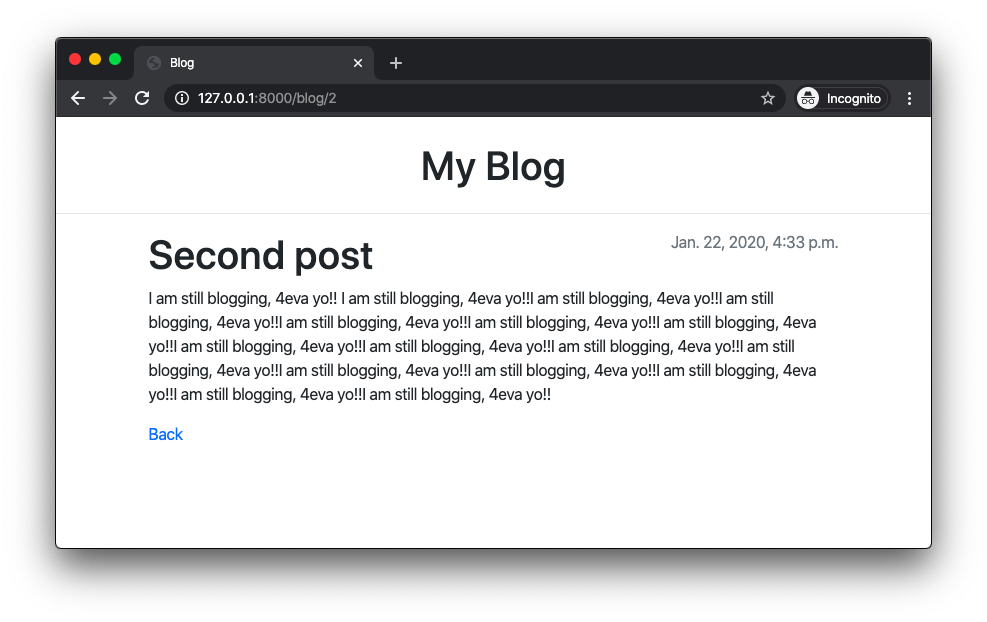 Blog
127.0.0.1:8000/blog/2
Incognito
My Blog
Second post
Jan. 22, 2020, 4:33 p.m.
I am still blogging, 4eva yo!! I am still blogging, 4eva yo!!I am still blogging, 4eva yo!!I am still
blogging, 4eva yo!!I am still blogging, 4eva yo!!I am still blogging, 4eva yo!!I am still blogging, 4eva
yo!!I am still blogging, 4eva yo!!I am still blogging, 4eva yo!!I am still blogging, 4eva yo!!I am still
blogging, 4eva yo!!I am still blogging, 4eva yo!!I am still blogging, 4eva yo!!I am still blogging, 4eva
yo!!I am still blogging, 4eva yo!!I am still blogging, 4eva yo!!
Back